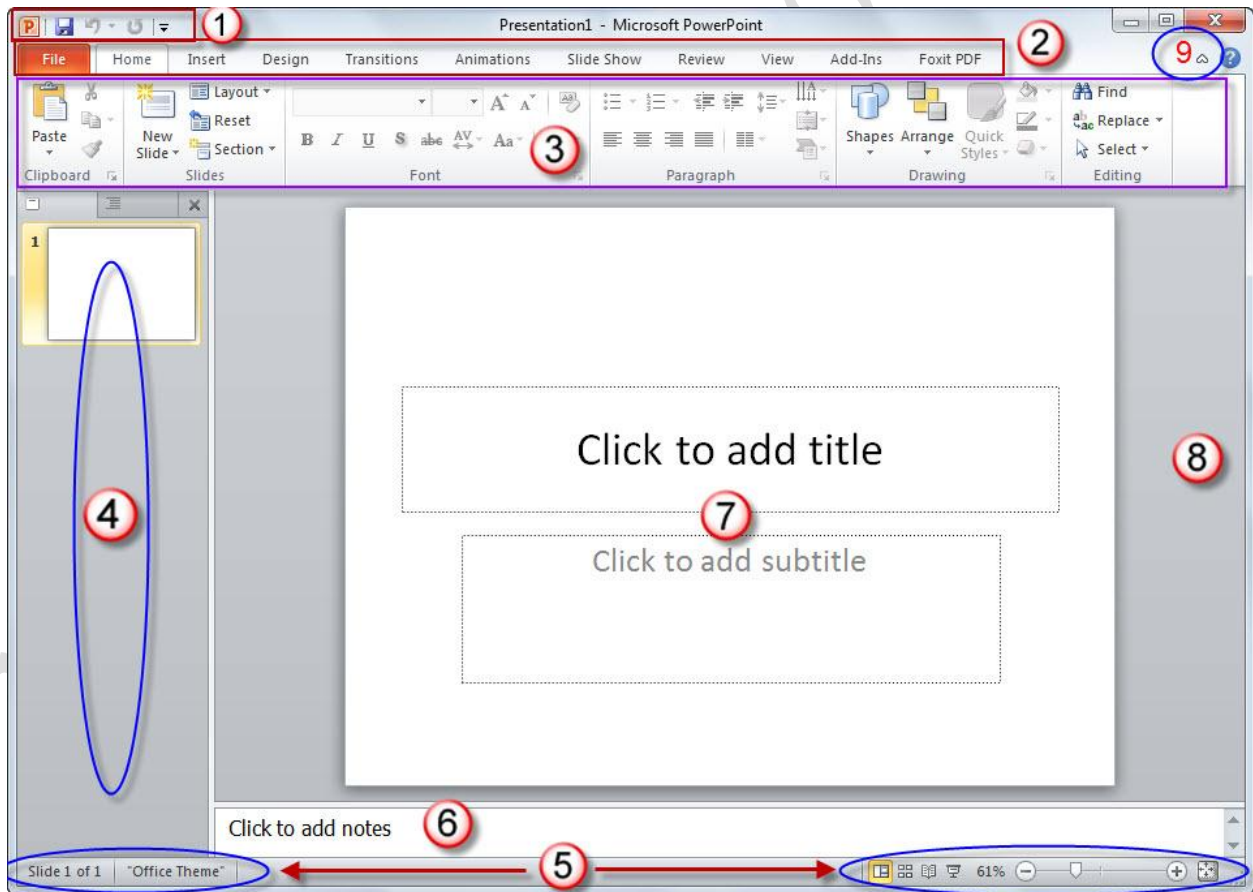 P
1
Presentation1 - Microsoft PowerPoint
File Home Insert Design Transitions Animations Slide Show Review View Add-Ins Foxit PDF
2
9
?
Paste
New Slide
Layout
Reset
Section
B I U S abe AV Aa
3
Shapes Arrange Quick Styles
Find
Replace
Select
Clipboard Slides Font Paragraph Drawing Editing
1
Click to add title
7
Click to add subtitle
8
4
Click to add notes
6
Slide 1 of 1 "Office Theme"
5
61%